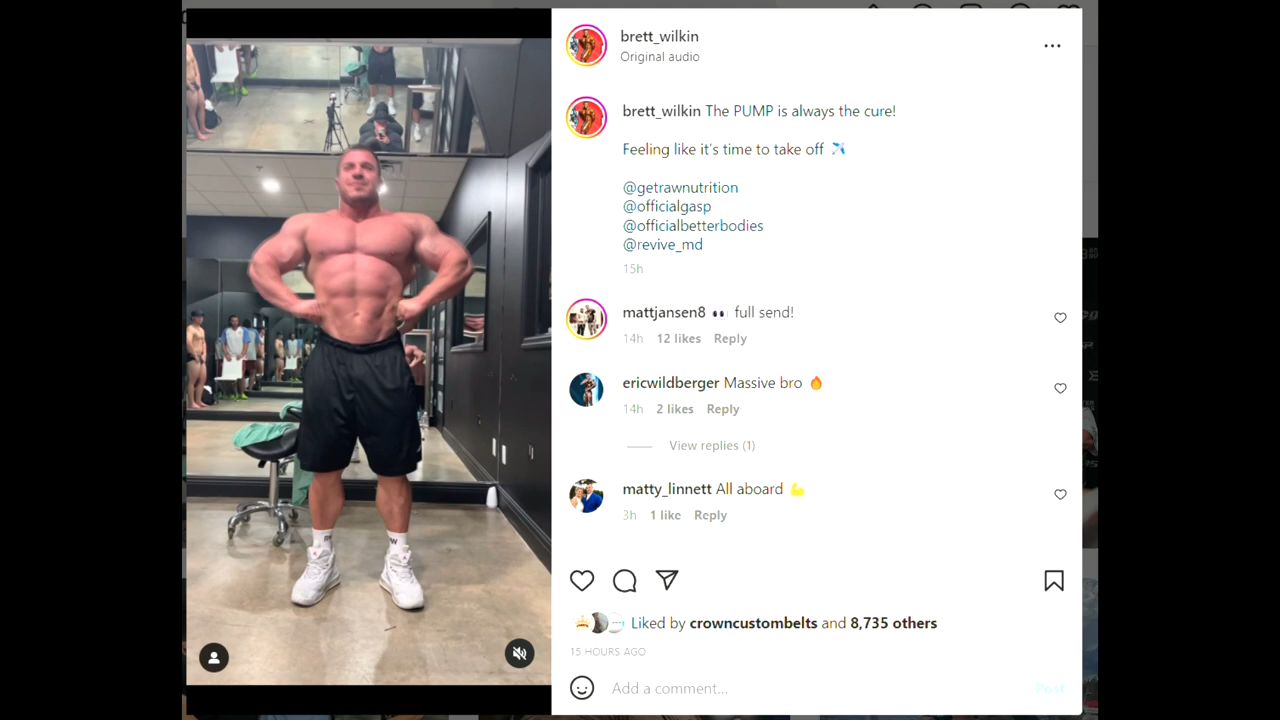 brett_wilkin
Original audio
brett_wilkin The PUMP is always the cure!
Feeling like it's time to take off ✈️
@getrawnutrition
@officialgasp
@officialbetterbodies
@revive_md
15h
mattjansen8 👀 full send!
14h 12 likes Reply
ericwildberger Massive bro 🔥
14h 2 likes Reply
View replies (1)
matty_linnett All aboard 💪
3h 1 like Reply
Liked by crowncustombelts and 8,735 others
15 HOURS AGO
Add a comment... Post